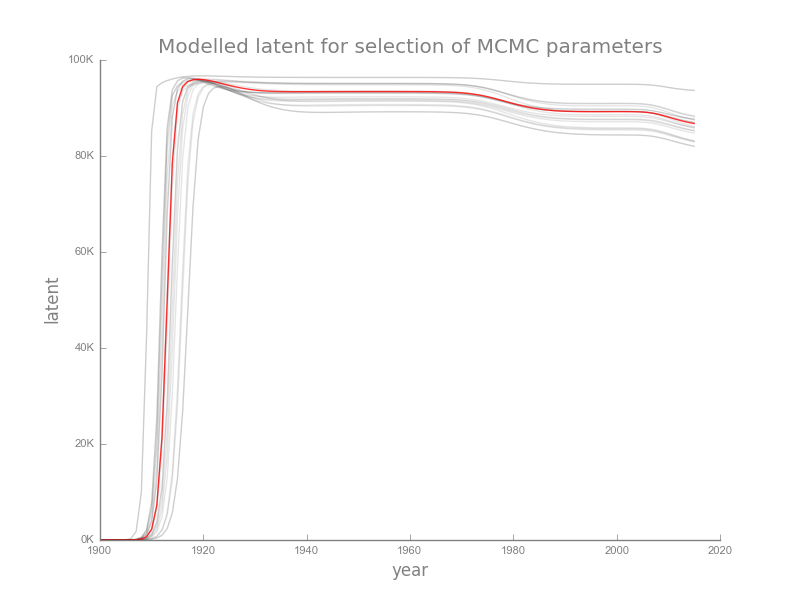 Modelled latent for selection of MCMC parameters
100K
80K
60K
40K
20K
0K
latent
1900
1920
1940
1960
1980
2000
2020
year